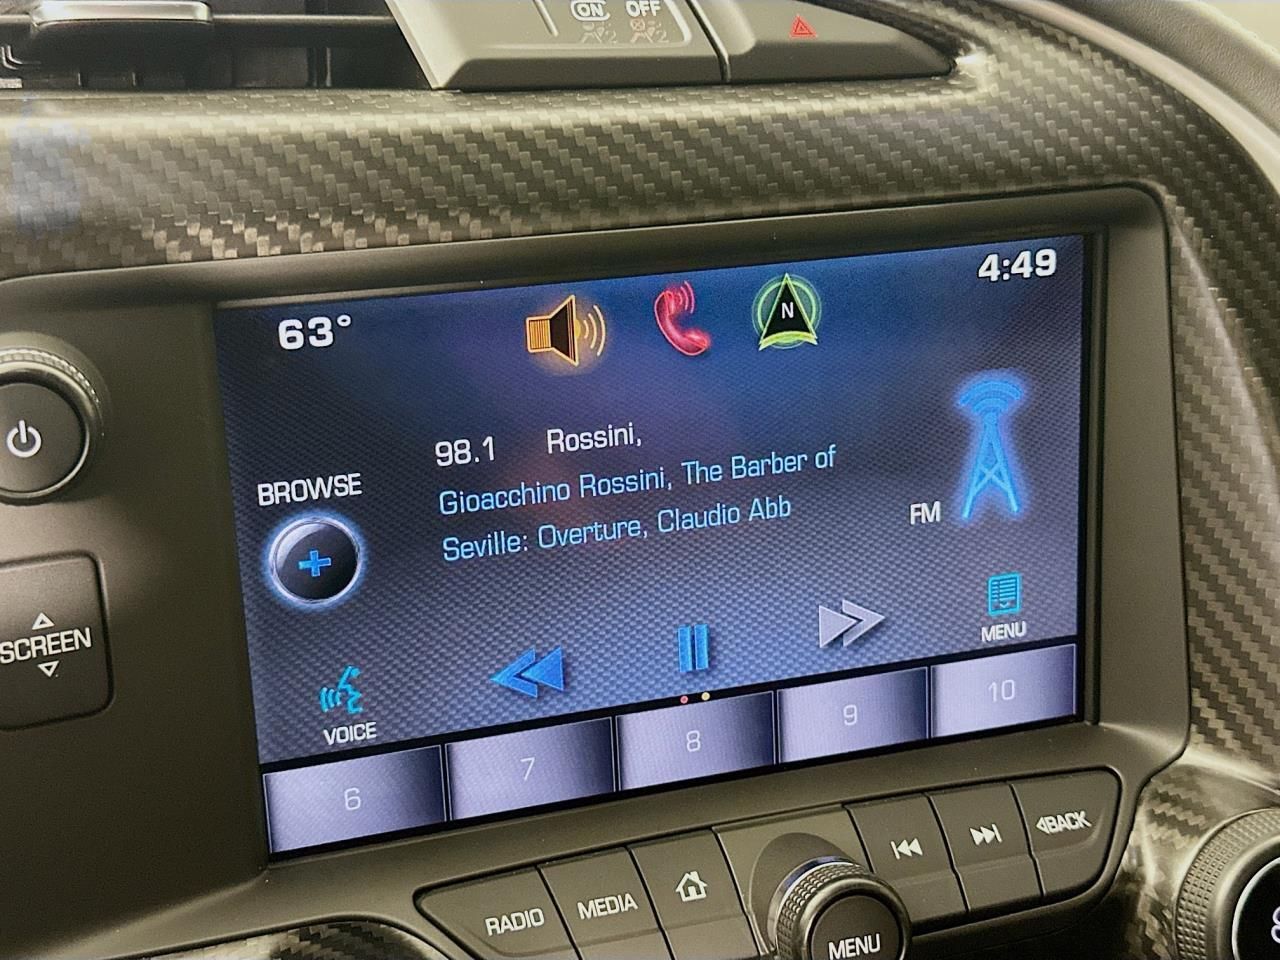 ON OFF
63° 4:49
N
98.1 Rossini,
Gioacchino Rossini, The Barber of
Seville: Overture, Claudio Abb
BROWSE
FM
SCREEN
MENU
VOICE
6 7 8 9 10
RADIO MEDIA BACK
MENU